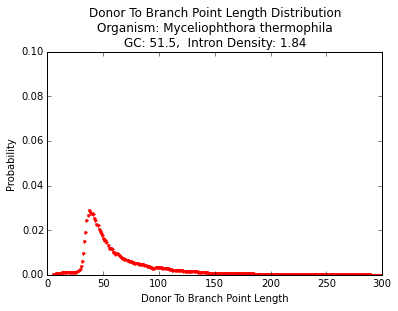 Donor To Branch Point Length Distribution
Organism: Myceliophthora thermophila
GC: 51.5,  Intron Density: 1.84
0.10
0.08
0.06
0.04
0.02
0.00
Probability
0 50 100 150 200 250 300
Donor To Branch Point Length